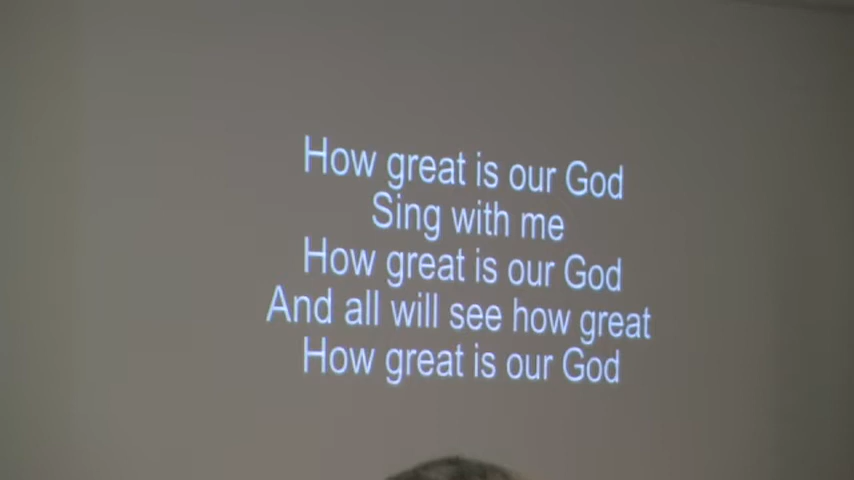 How great is our God
Sing with me
How great is our God
And all will see how great
How great is our God